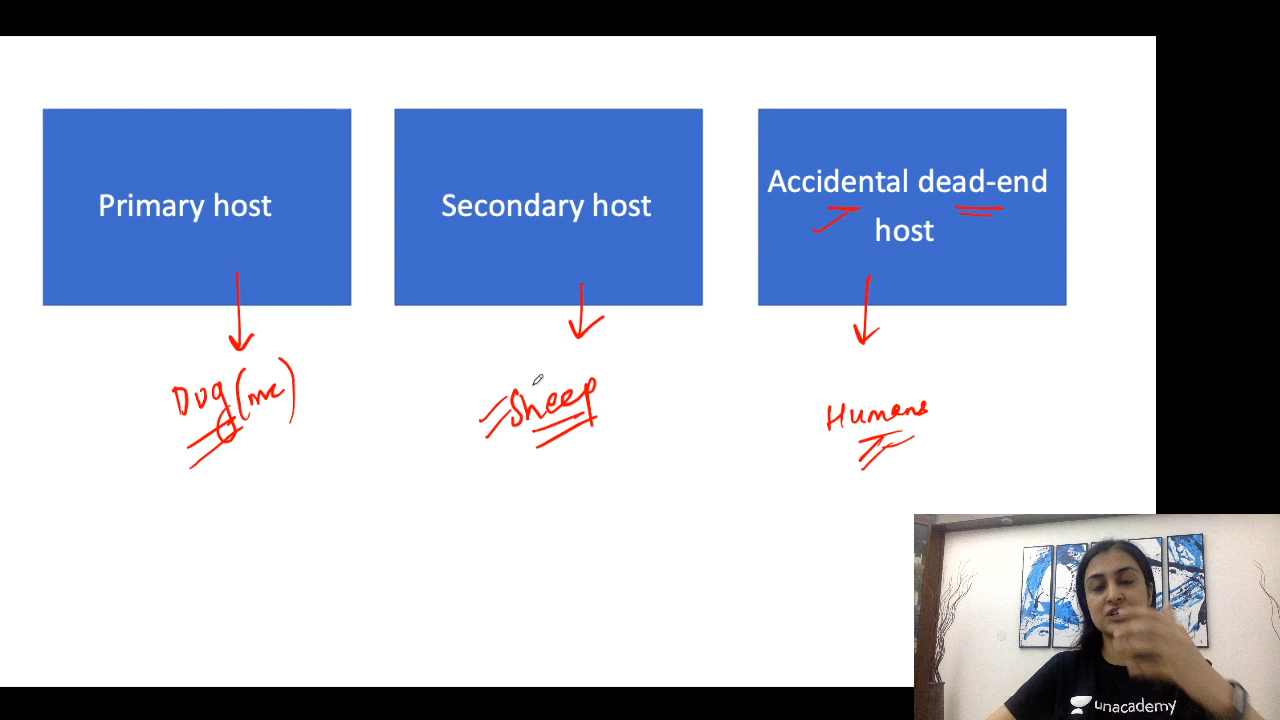 Primary host
Secondary host
Accidental dead-end
host
Dog (mc)
Sheep
Humans
unacademy